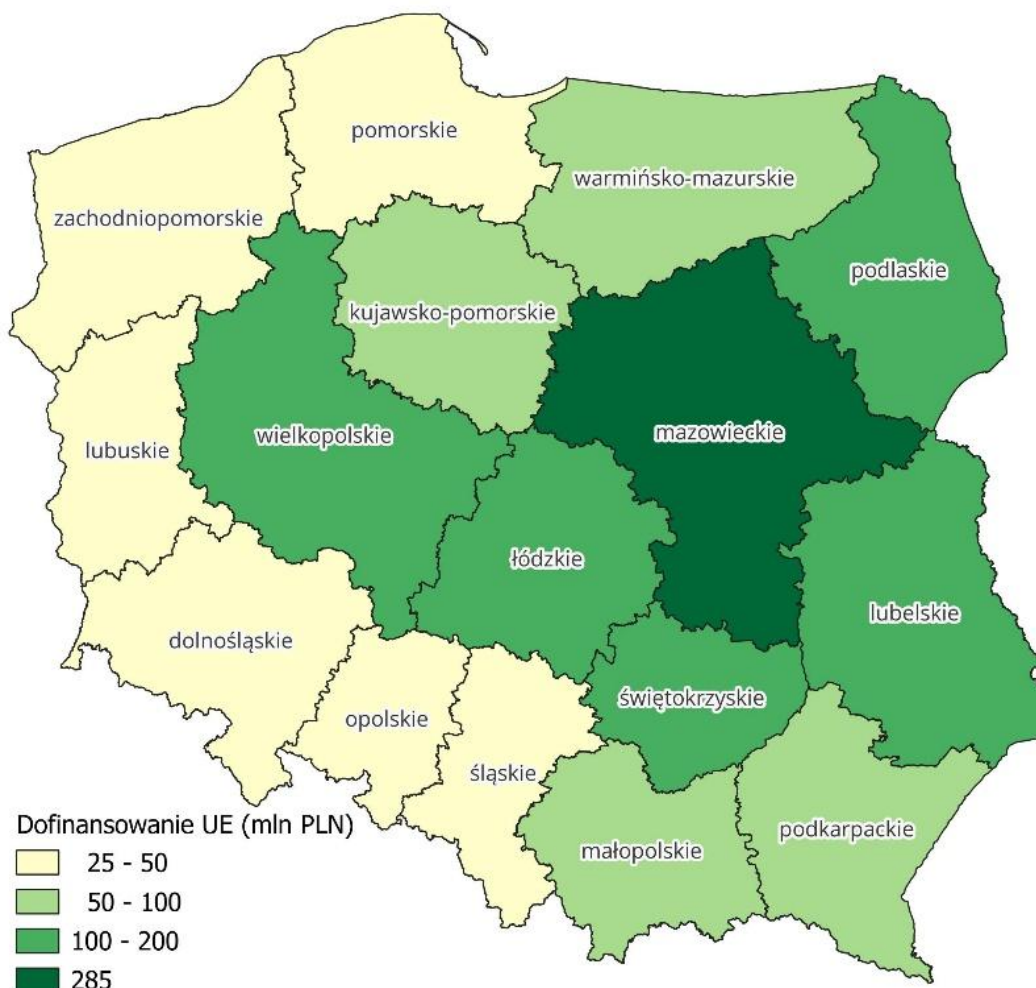 pomorskie
warmińsko-mazurskie
zachodniopomorskie
podlaskie
kujawsko-pomorskie
wielkopolskie
mazowieckie
lubuskie
łódzkie
lubelskie
dolnośląskie
świętokrzyskie
opolskie
śląskie
podkarpackie
małopolskie
Dofinansowanie UE (mln PLN)
25 - 50
50 - 100
100 - 200
285